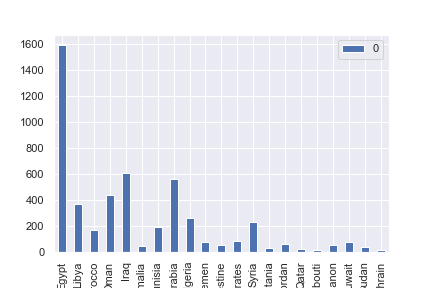 1600
1400
1200
1000
800
600
400
200
0
0
Egypt
Libya
rocco
Oman
Iraq
malia
unisia
rabia
geria
emen
estine
rates
Syria
tania
ordan
Qatar
bouti
anon
uwait
udan
hrain